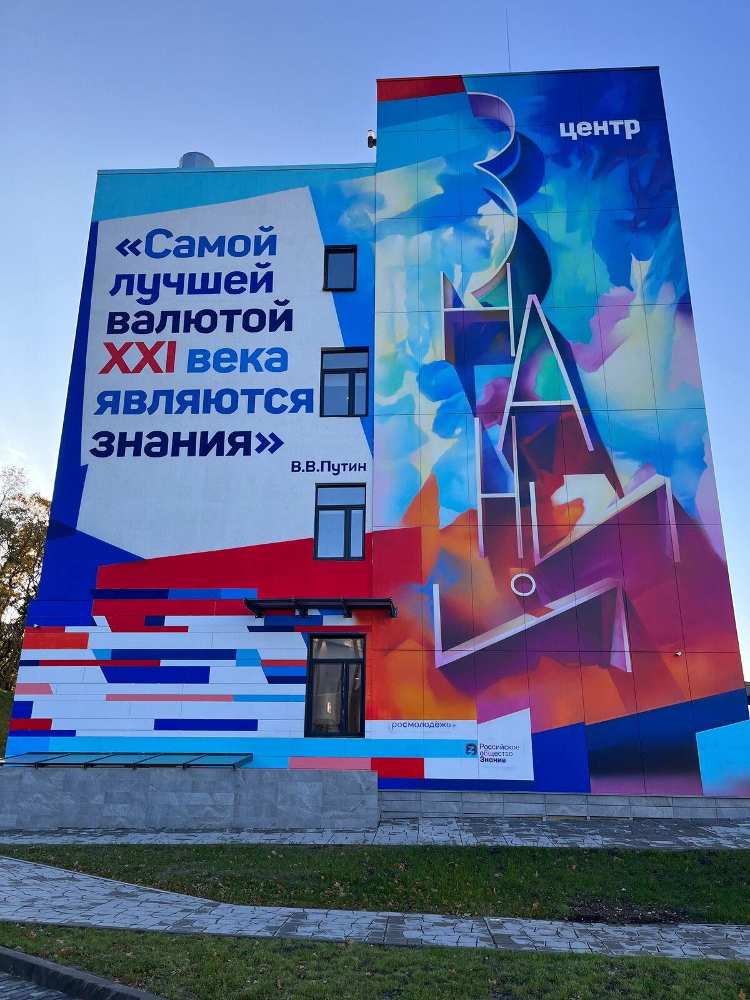 «Самой
лучшей
валютой
XXI века
являются
знания»
В.В.Путин
центр
ЗНАНИЕ
росмолодёжь
Российское
общество
Знание